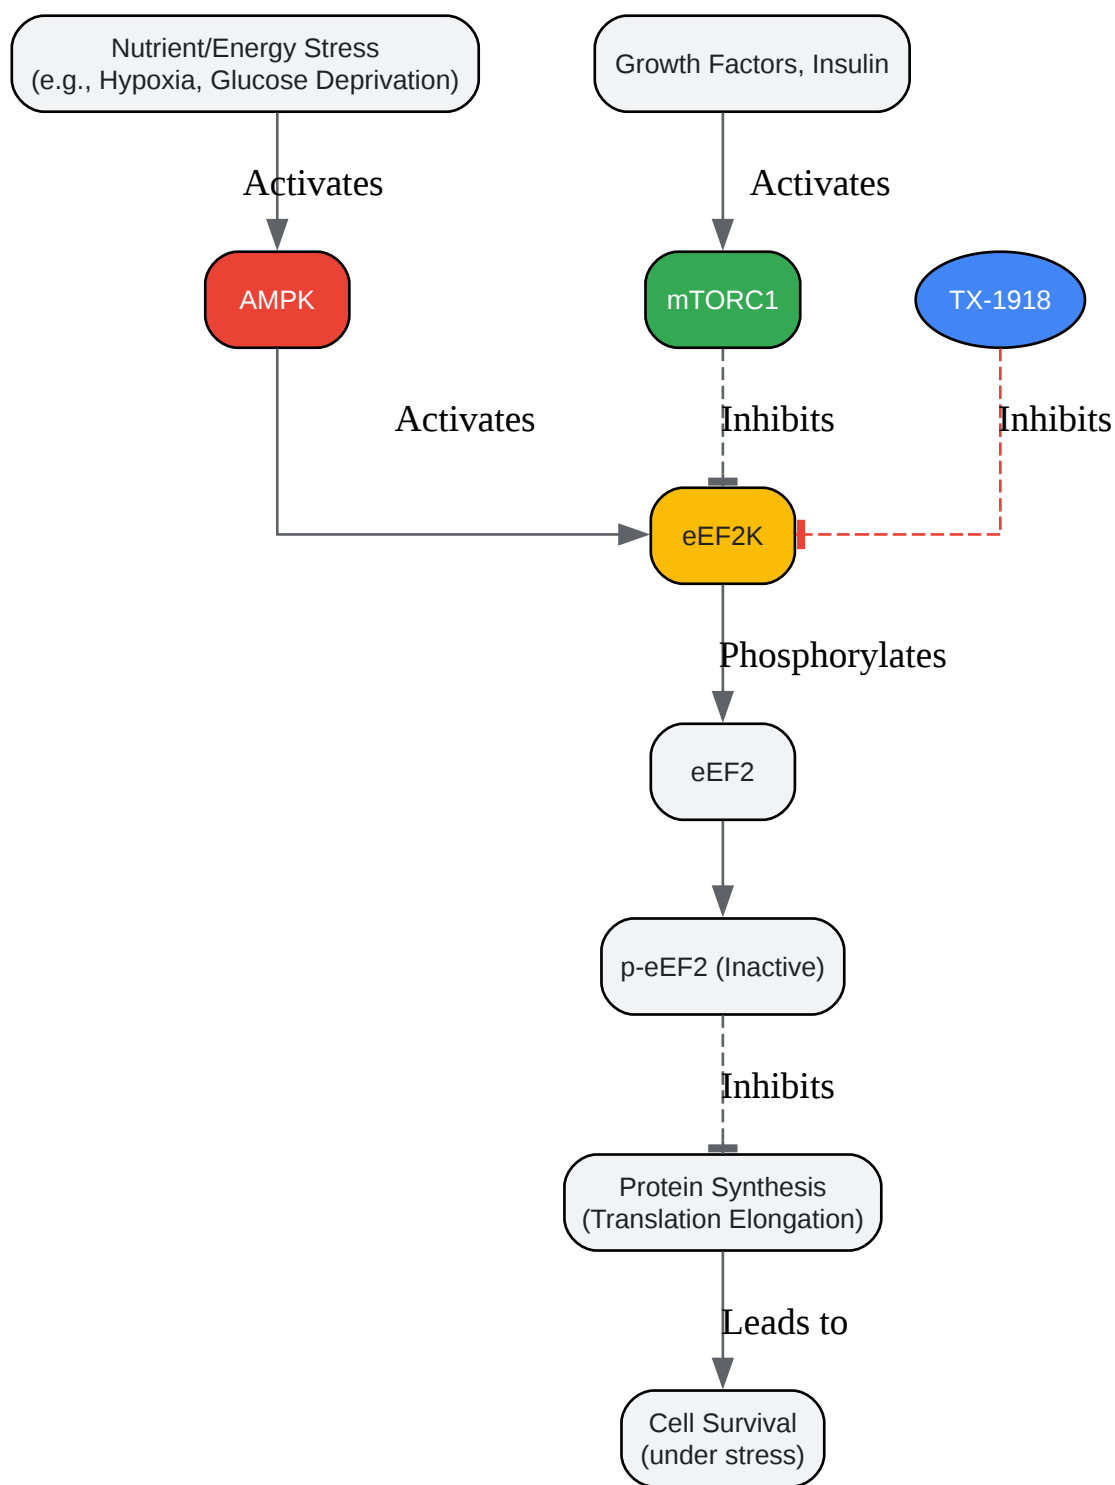 Nutrient/Energy Stress
(e.g., Hypoxia, Glucose Deprivation)
Growth Factors, Insulin
Activates
Activates
AMPK
mTORC1
TX-1918
Activates
Inhibits
Inhibits
eEF2K
Phosphorylates
eEF2
p-eEF2 (Inactive)
Inhibits
Protein Synthesis
(Translation Elongation)
Leads to
Cell Survival
(under stress)